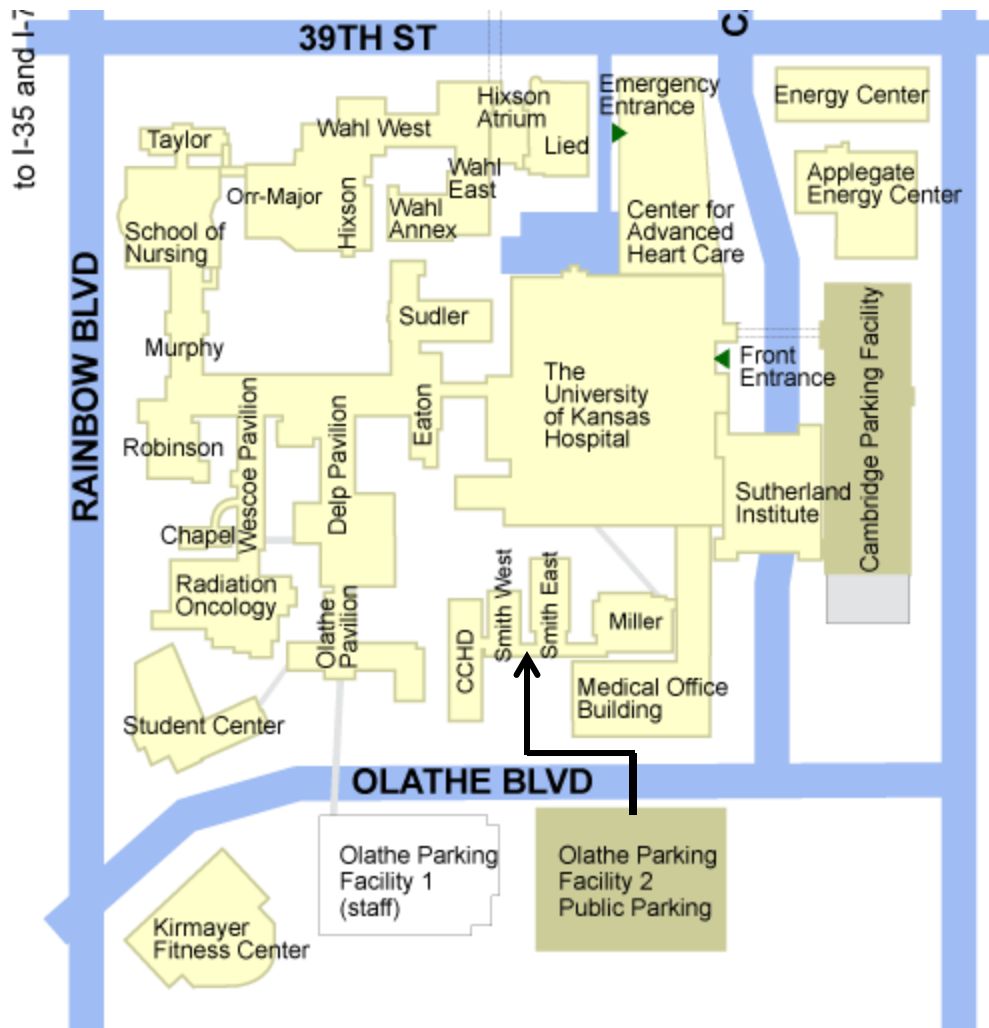 to I-35 and I-7
39TH ST
C
Hixson
Atrium
Emergency
Entrance
Energy Center
Taylor
Wahl West
Lied
Orr-Major
Hixson
Wahl
East
Wahl
Annex
Applegate
Energy Center
School of
Nursing
Center for
Advanced
Heart Care
RAINBOW BLVD
Sudler
Murphy
The
University
of Kansas
Hospital
Front
Entrance
Cambridge Parking Facility
Robinson
Wescoe Pavilion
Delp Pavilion
Eaton
Sutherland
Institute
Chapel
Radiation
Oncology
Olathe
Pavilion
CCHD
Smith West
Smith East
Miller
Medical Office
Building
Student Center
OLATHE BLVD
Olathe Parking
Facility 1
(staff)
Olathe Parking
Facility 2
Public Parking
Kirmayer
Fitness Center